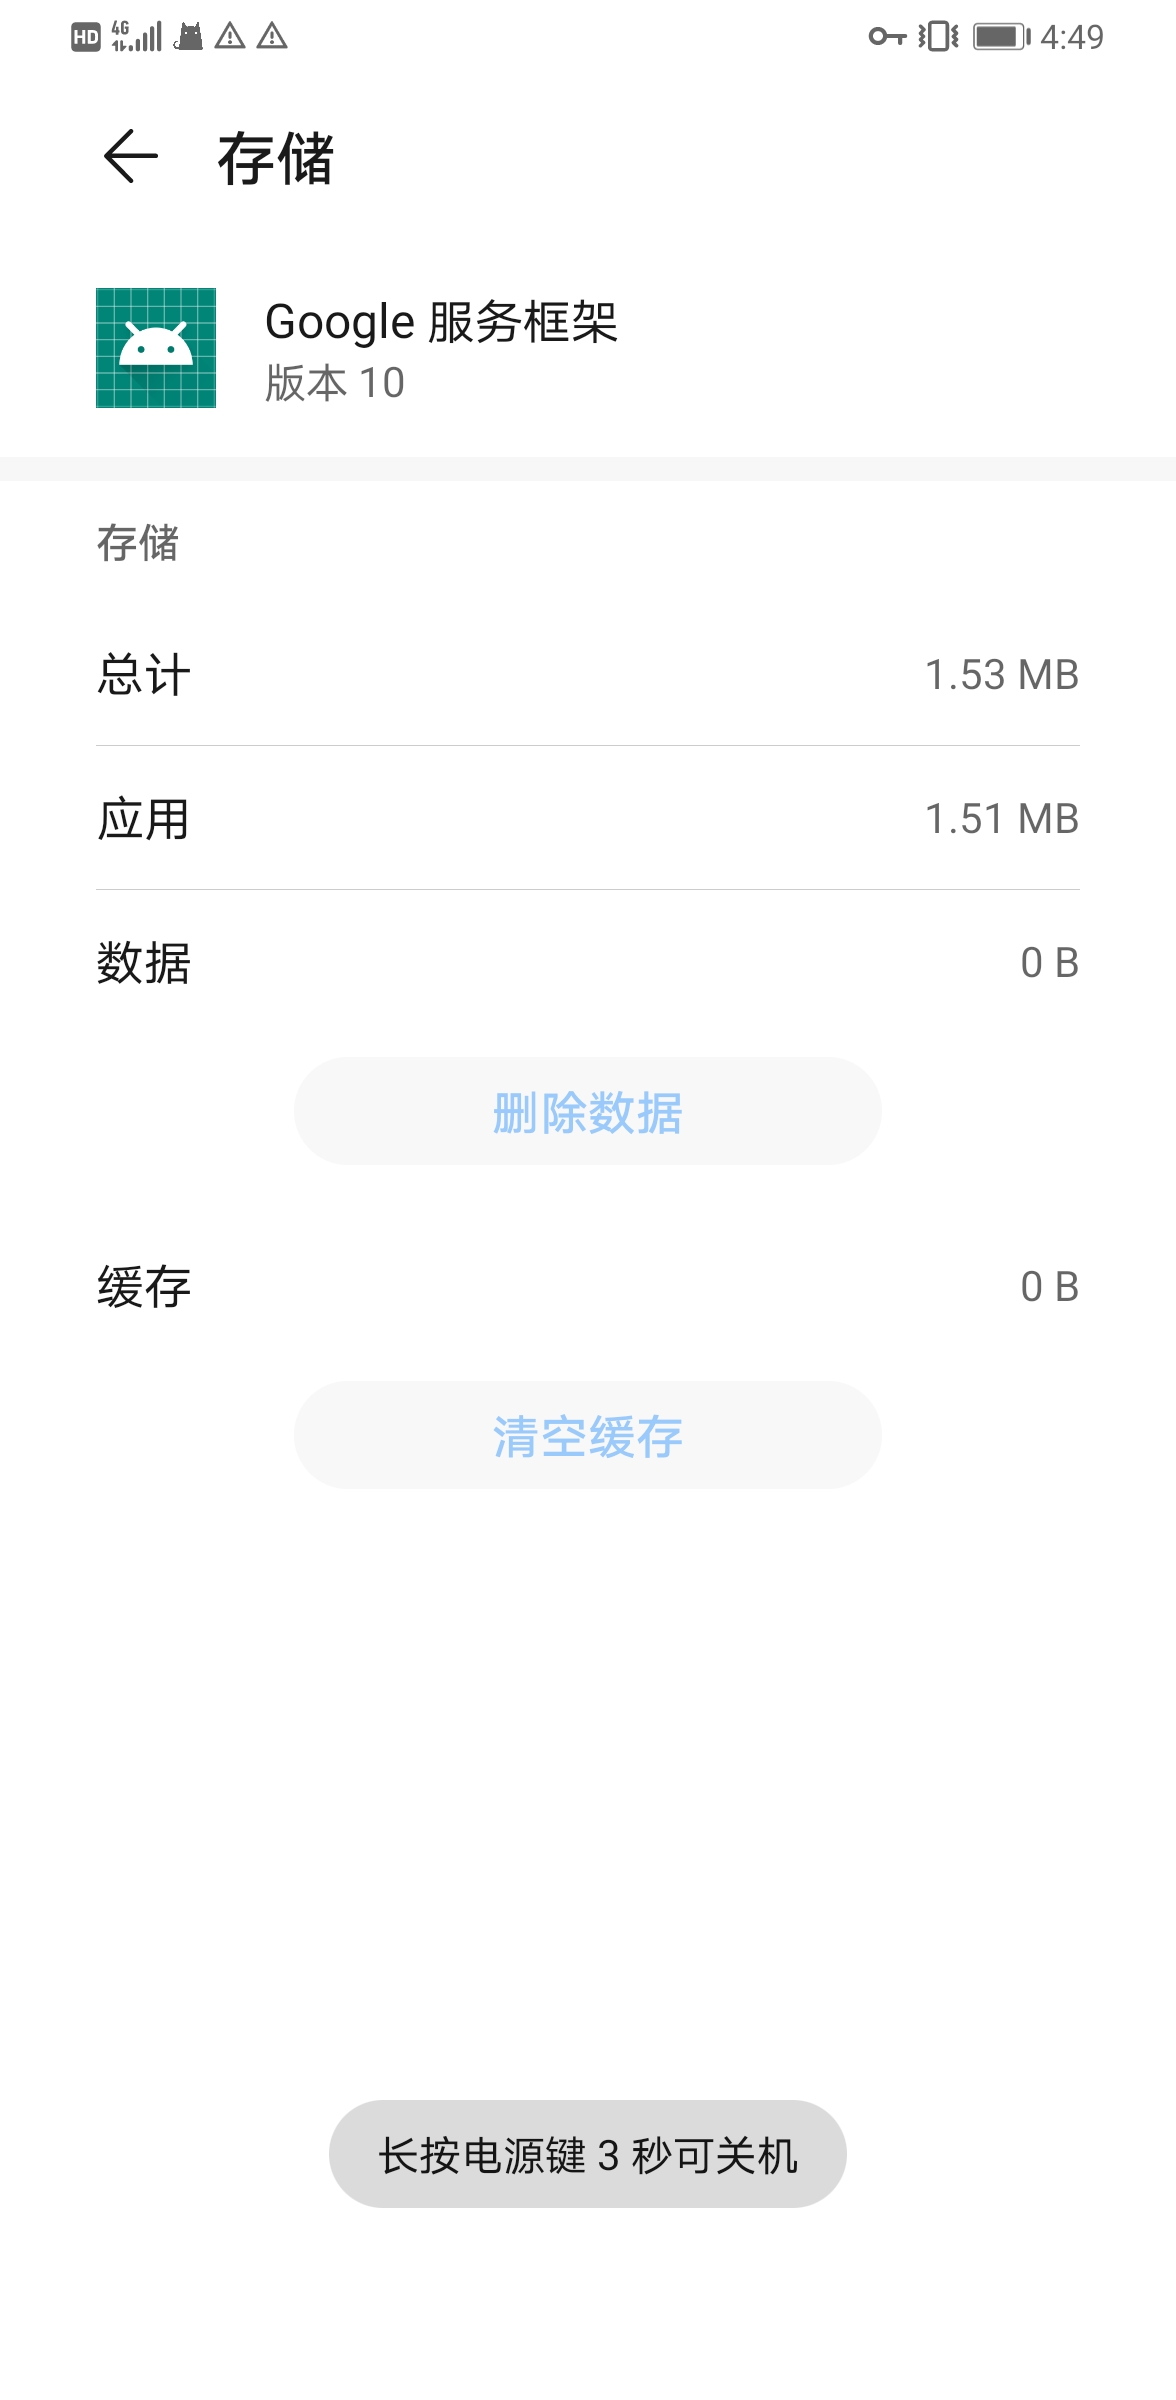 HD 4G 4:49
存储
Google 服务框架
版本 10
存储
总计 1.53 MB
应用 1.51 MB
数据 0 B
删除数据
缓存 0 B
清空缓存
长按电源键 3 秒可关机